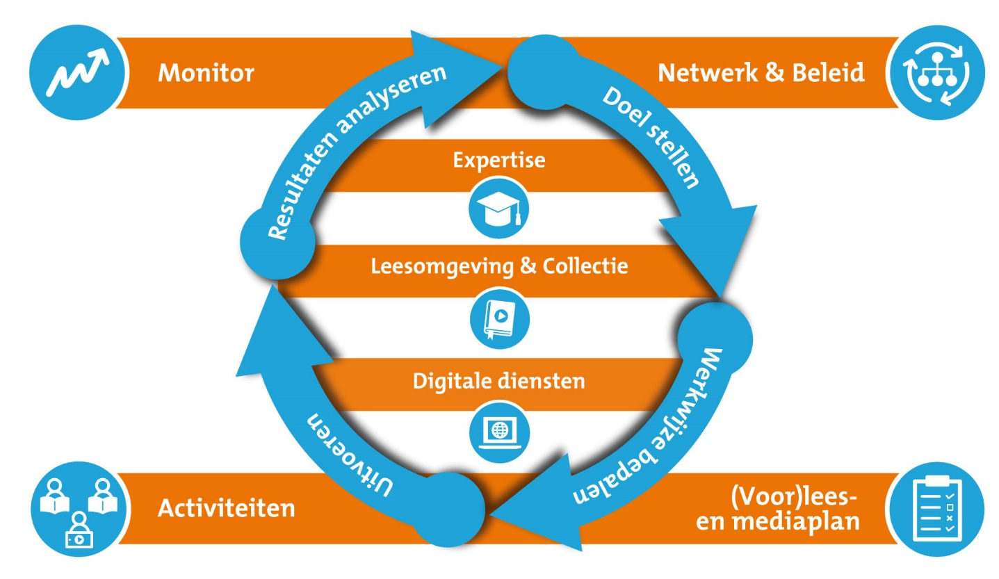 Monitor
Netwerk & Beleid
Resultaten analyseren
Doel stellen
Expertise
Leesomgeving & Collectie
Digitale diensten
Werkwijze bepalen
Uitvoeren
Activiteiten
(Voor)lees-
en mediaplan